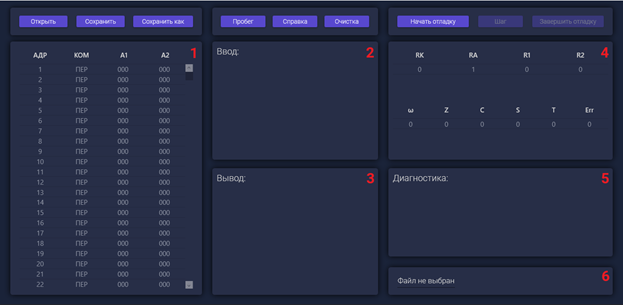 Открыть Сохранить Сохранить как Пробег Справка Очистка Начать отладку Шаг Завершить отладку
1
АДР КОМ А1 А2
1 ПЕР 000 000
2 ПЕР 000 000
3 ПЕР 000 000
4 ПЕР 000 000
5 ПЕР 000 000
6 ПЕР 000 000
7 ПЕР 000 000
8 ПЕР 000 000
9 ПЕР 000 000
10 ПЕР 000 000
11 ПЕР 000 000
12 ПЕР 000 000
13 ПЕР 000 000
14 ПЕР 000 000
15 ПЕР 000 000
16 ПЕР 000 000
17 ПЕР 000 000
18 ПЕР 000 000
19 ПЕР 000 000
20 ПЕР 000 000
21 ПЕР 000 000
22 ПЕР 000 000
Ввод: 2
Вывод: 3
4
RK RA R1 R2
0 1 0 0
ω Z C S T Err
0 0 0 0 0 0
Диагностика: 5
6
Файл не выбран